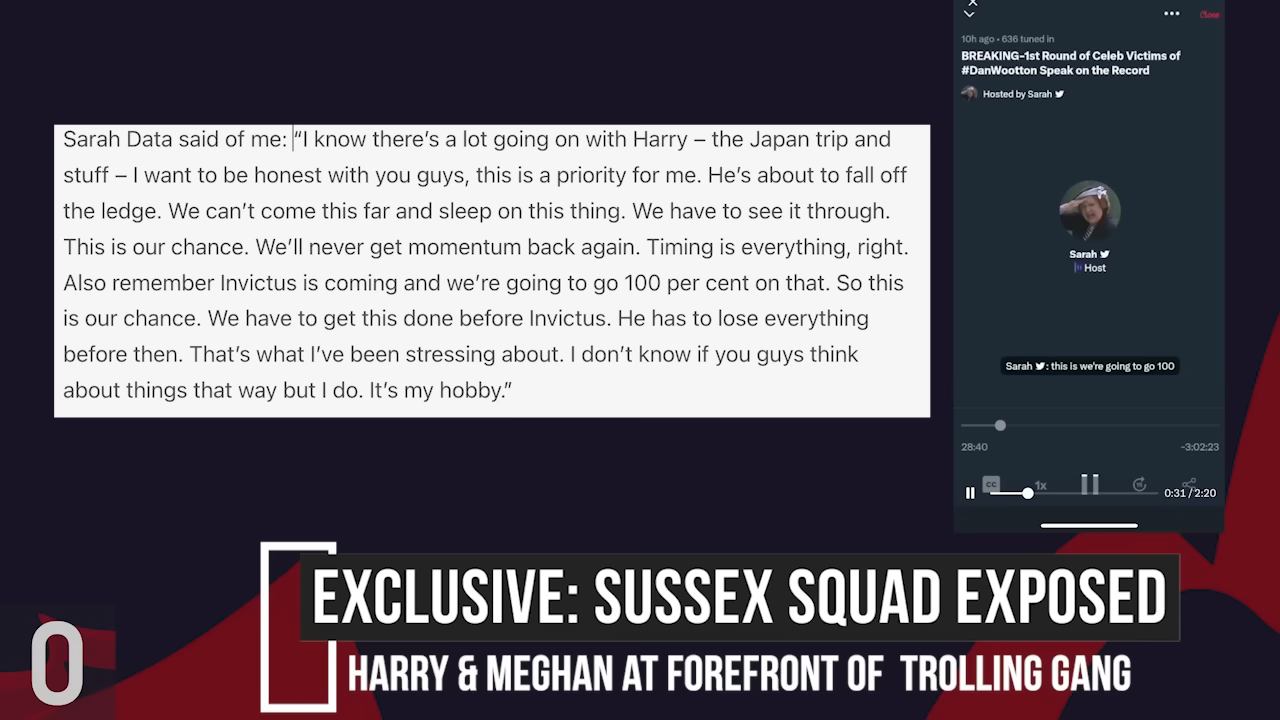 Sarah Data said of me: “I know there’s a lot going on with Harry – the Japan trip and
stuff – I want to be honest with you guys, this is a priority for me. He’s about to fall off
the ledge. We can’t come this far and sleep on this thing. We have to see it through.
This is our chance. We’ll never get momentum back again. Timing is everything, right.
Also remember Invictus is coming and we’re going to go 100 per cent on that. So this
is our chance. We have to get this done before Invictus. He has to lose everything
before then. That’s what I’ve been stressing about. I don’t know if you guys think
about things that way but I do. It’s my hobby.”
Close
10h ago • 636 tuned in
BREAKING-1st Round of Celeb Victims of
#DanWootton Speak on the Record
Hosted by Sarah
Sarah
Host
Sarah : this is we're going to go 100
28:40
-3:02:23
CC
1x
15
0:31 / 2:20
EXCLUSIVE: SUSSEX SQUAD EXPOSED
HARRY & MEGHAN AT FOREFRONT OF TROLLING GANG
O